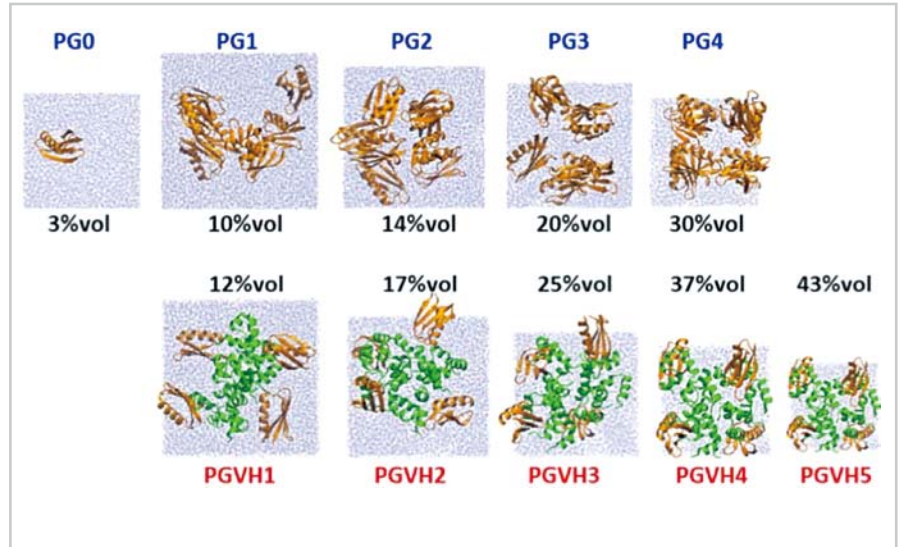 PG0 PG1 PG2 PG3 PG4
3%vol 10%vol 14%vol 20%vol 30%vol
12%vol 17%vol 25%vol 37%vol 43%vol
PGVH1 PGVH2 PGVH3 PGVH4 PGVH5